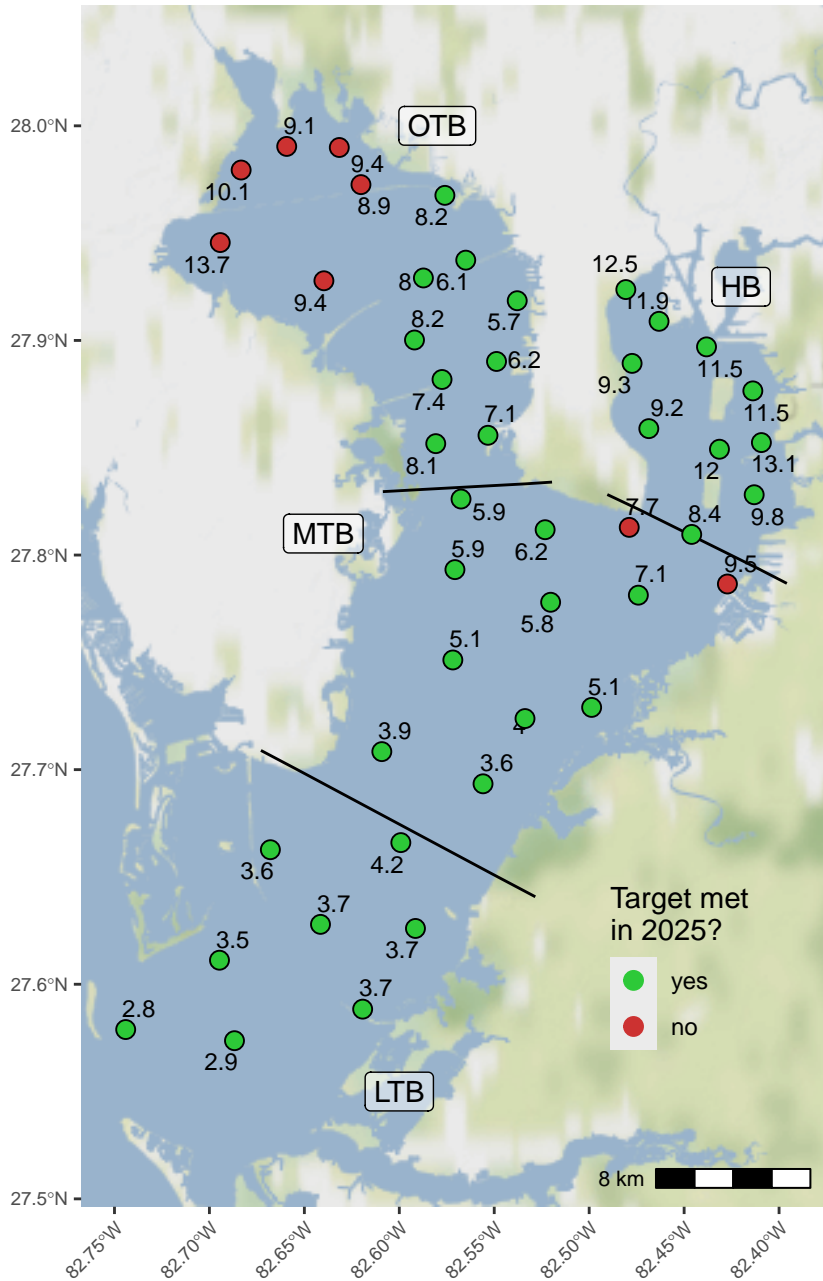 28.0°N
27.9°N
27.8°N
27.7°N
27.6°N
27.5°N
9.1
OTB
9.4
10.1
8.9
8.2
13.7
9.4
8
6.1
12.5
HB
11.9
5.7
8.2
6.2
9.3
11.5
7.4
11.5
7.1
9.2
8.1
12
13.1
5.9
9.8
MTB
7.7
8.4
6.2
5.9
9.5
7.1
5.8
5.1
5.1
4
3.9
3.6
4.2
3.6
3.7
3.7
3.5
3.7
2.8
2.9
LTB
Target met
in 2025?
yes
no
8 km
82.75°W
82.70°W
82.65°W
82.60°W
82.55°W
82.50°W
82.45°W
82.40°W